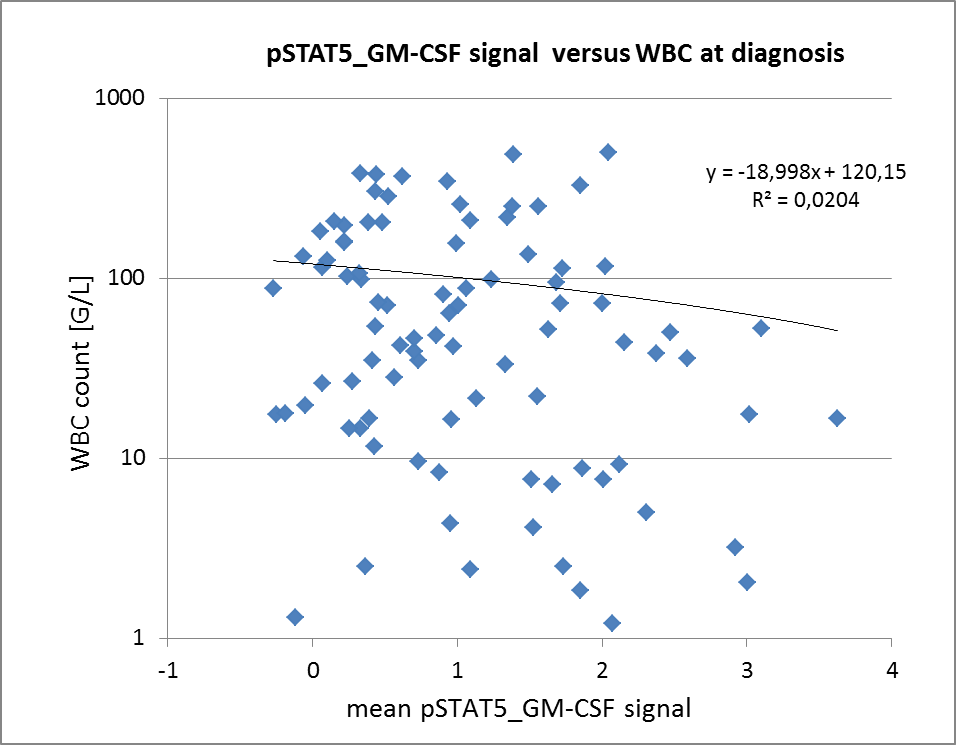 pSTAT5_GM-CSF signal  versus WBC at diagnosis
1000
y = -18,998x + 120,15
R² = 0,0204
100
WBC count [G/L]
10
1
-1 0 1 2 3 4
mean pSTAT5_GM-CSF signal